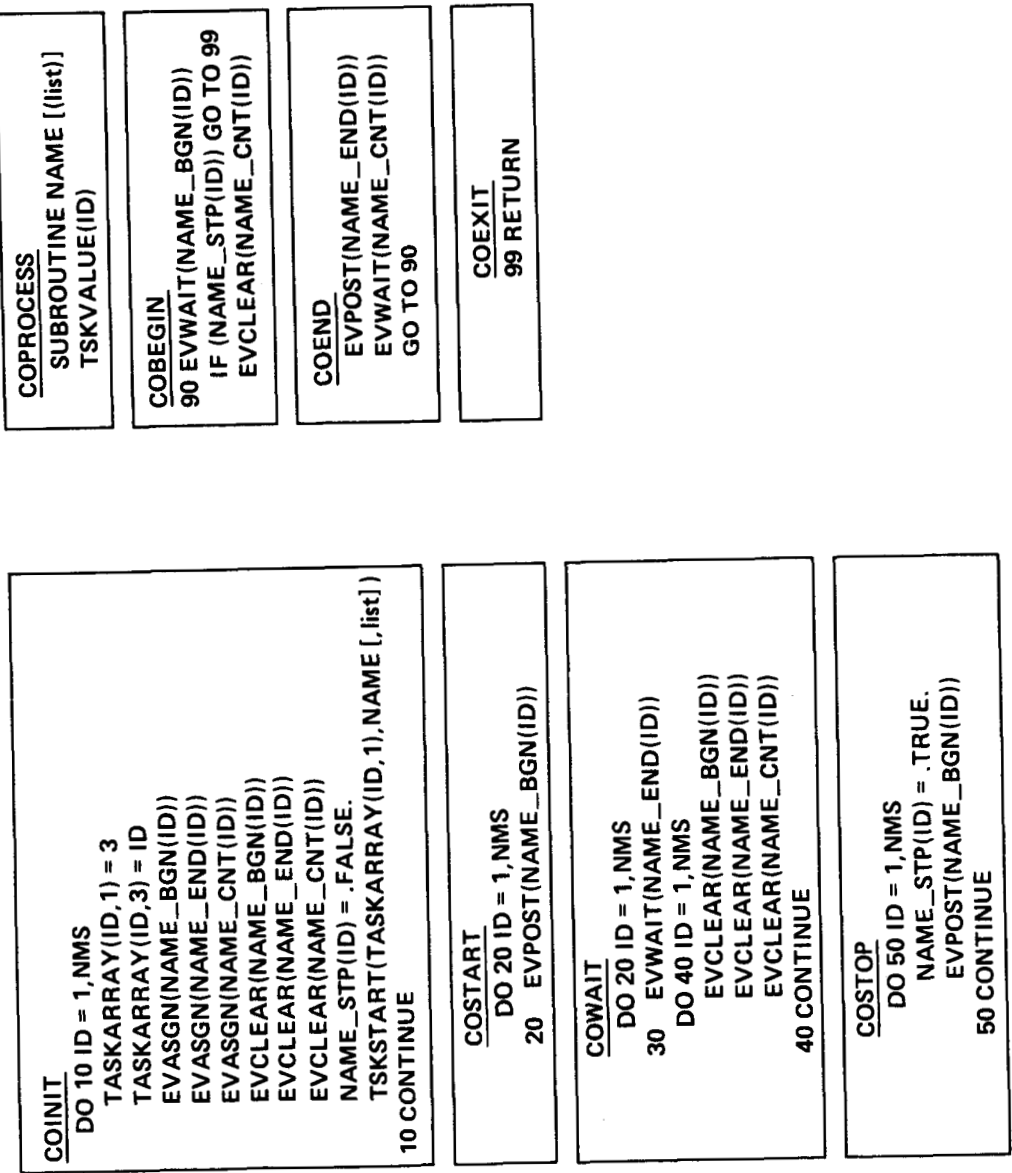 COINIT
DO 10 ID = 1,NMS
TASKARRAY(ID,1) = 3
TASKARRAY(ID,3) = ID
EVASGN(NAME_BGN(ID))
EVASGN(NAME_END(ID))
EVASGN(NAME_CNT(ID))
EVCLEAR(NAME_BGN(ID))
EVCLEAR(NAME_END(ID))
EVCLEAR(NAME_CNT(ID))
NAME_STP(ID) = .FALSE.
TSKSTART(TASKARRAY(ID,1),NAME [,list])
10 CONTINUE
COSTART
DO 20 ID = 1,NMS
20 EVPOST(NAME_BGN(ID))
COWAIT
DO 20 ID = 1,NMS
30 EVWAIT(NAME_END(ID))
DO 40 ID = 1,NMS
EVCLEAR(NAME_BGN(ID))
EVCLEAR(NAME_END(ID))
EVCLEAR(NAME_CNT(ID))
40 CONTINUE
COSTOP
DO 50 ID = 1,NMS
NAME_STP(ID) = .TRUE.
EVPOST(NAME_BGN(ID))
50 CONTINUE
COPROCESS
SUBROUTINE NAME [(list)]
TSKVALUE(ID)
COBEGIN
90 EVWAIT(NAME_BGN(ID))
IF (NAME_STP(ID)) GO TO 99
EVCLEAR(NAME_CNT(ID))
COEND
EVPOST(NAME_END(ID))
EVWAIT(NAME_CNT(ID))
GO TO 90
COEXIT
99 RETURN